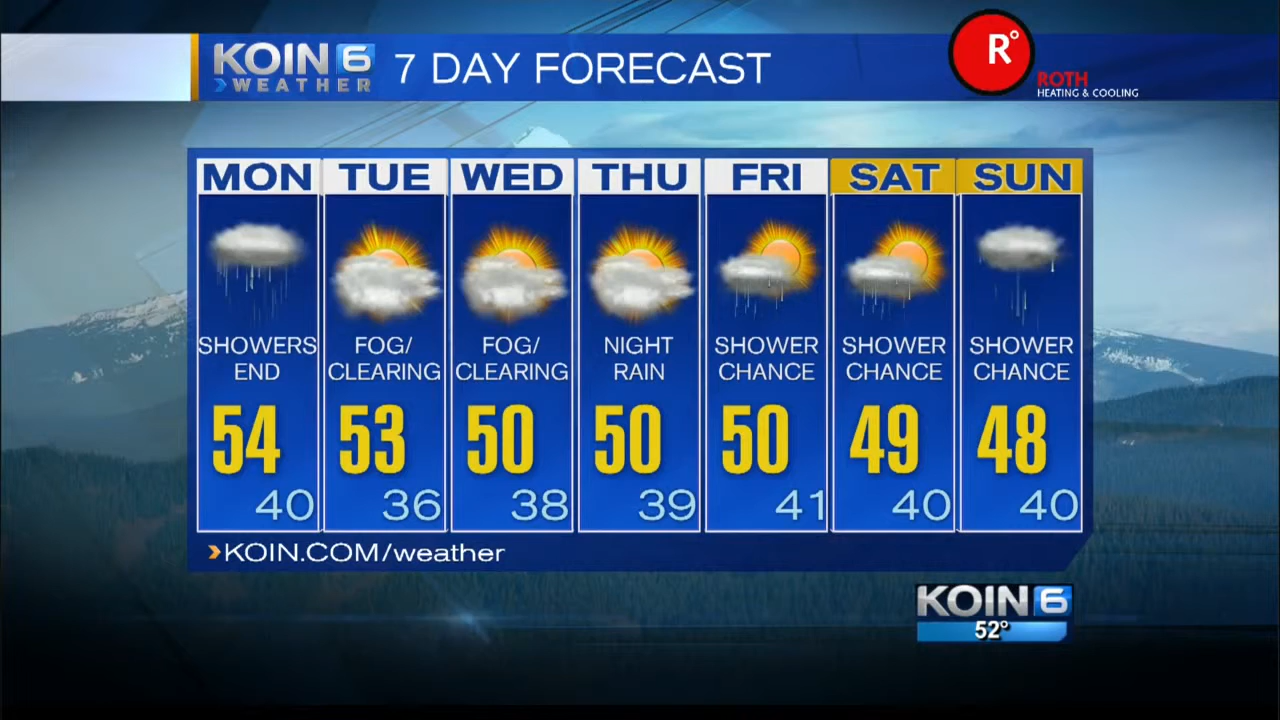 KOIN 6
WEATHER
7 DAY FORECAST
R°
ROTH
HEATING & COOLING
MON TUE WED THU FRI SAT SUN
SHOWERS END
FOG/ CLEARING
FOG/ CLEARING
NIGHT RAIN
SHOWER CHANCE
SHOWER CHANCE
SHOWER CHANCE
54 53 50 50 50 49 48
40 36 38 39 41 40 40
KOIN.COM/weather
KOIN 6
52°